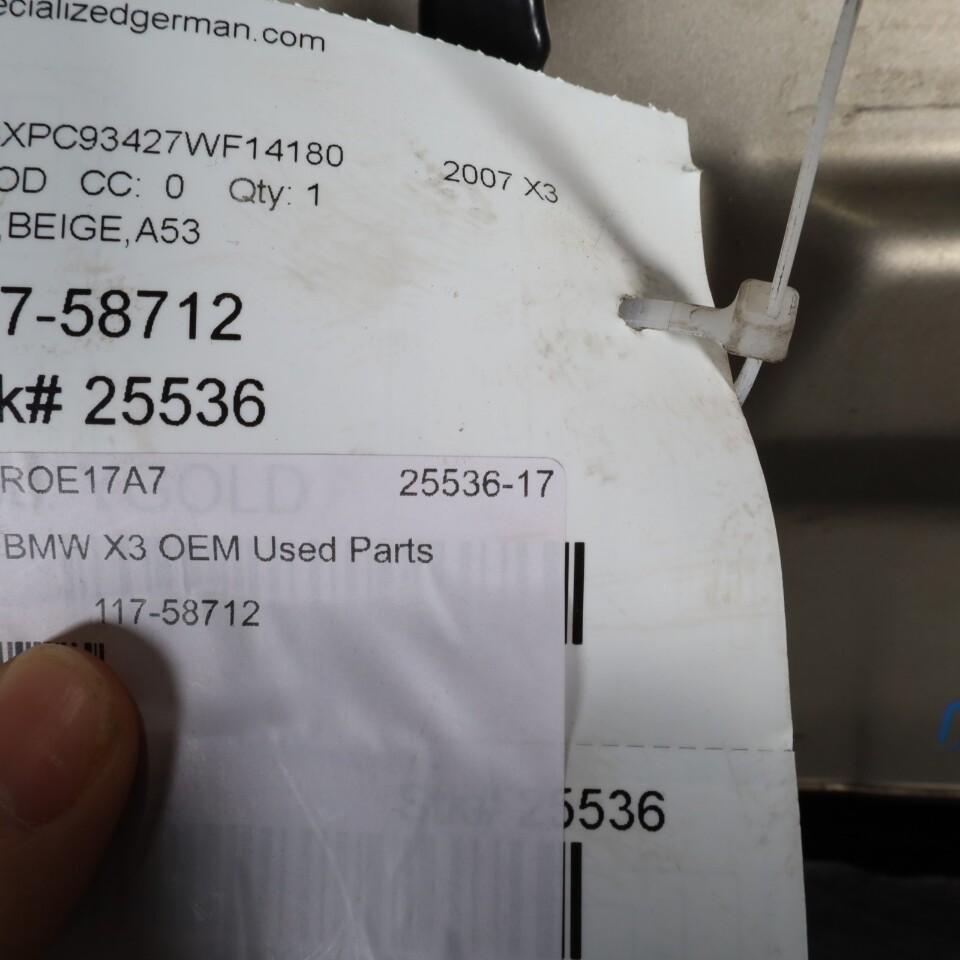 ecializedgerman.com
XPC93427WF14180
2007 X3
OD CC: 0 Qty: 1
,BEIGE,A53
7-58712
k# 25536
ROE17A7 25536-17
BMW X3 OEM Used Parts
117-58712
25536